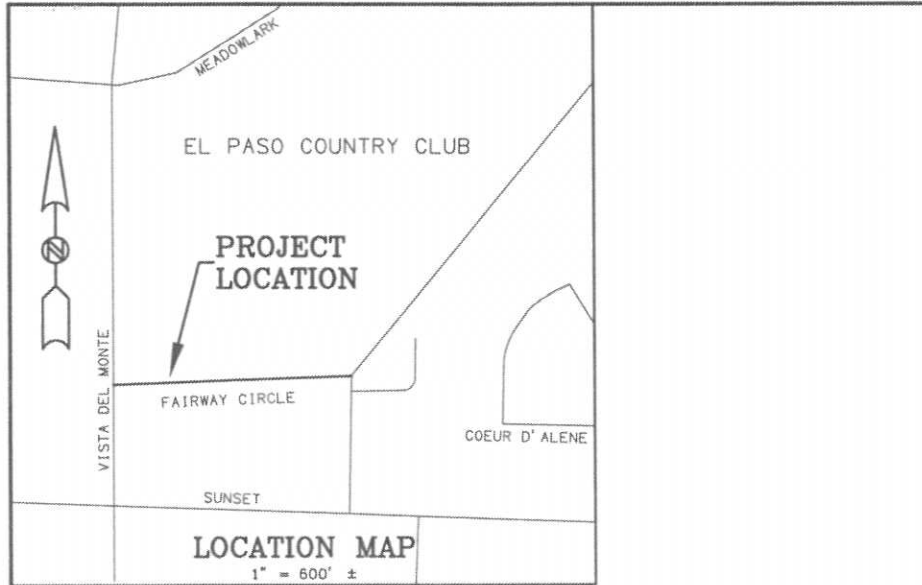 MEADOWLARK
EL PASO COUNTRY CLUB
N
PROJECT
LOCATION
VISTA DEL MONTE
FAIRWAY CIRCLE
COEUR D'ALENE
SUNSET
LOCATION MAP
1" = 600' ±